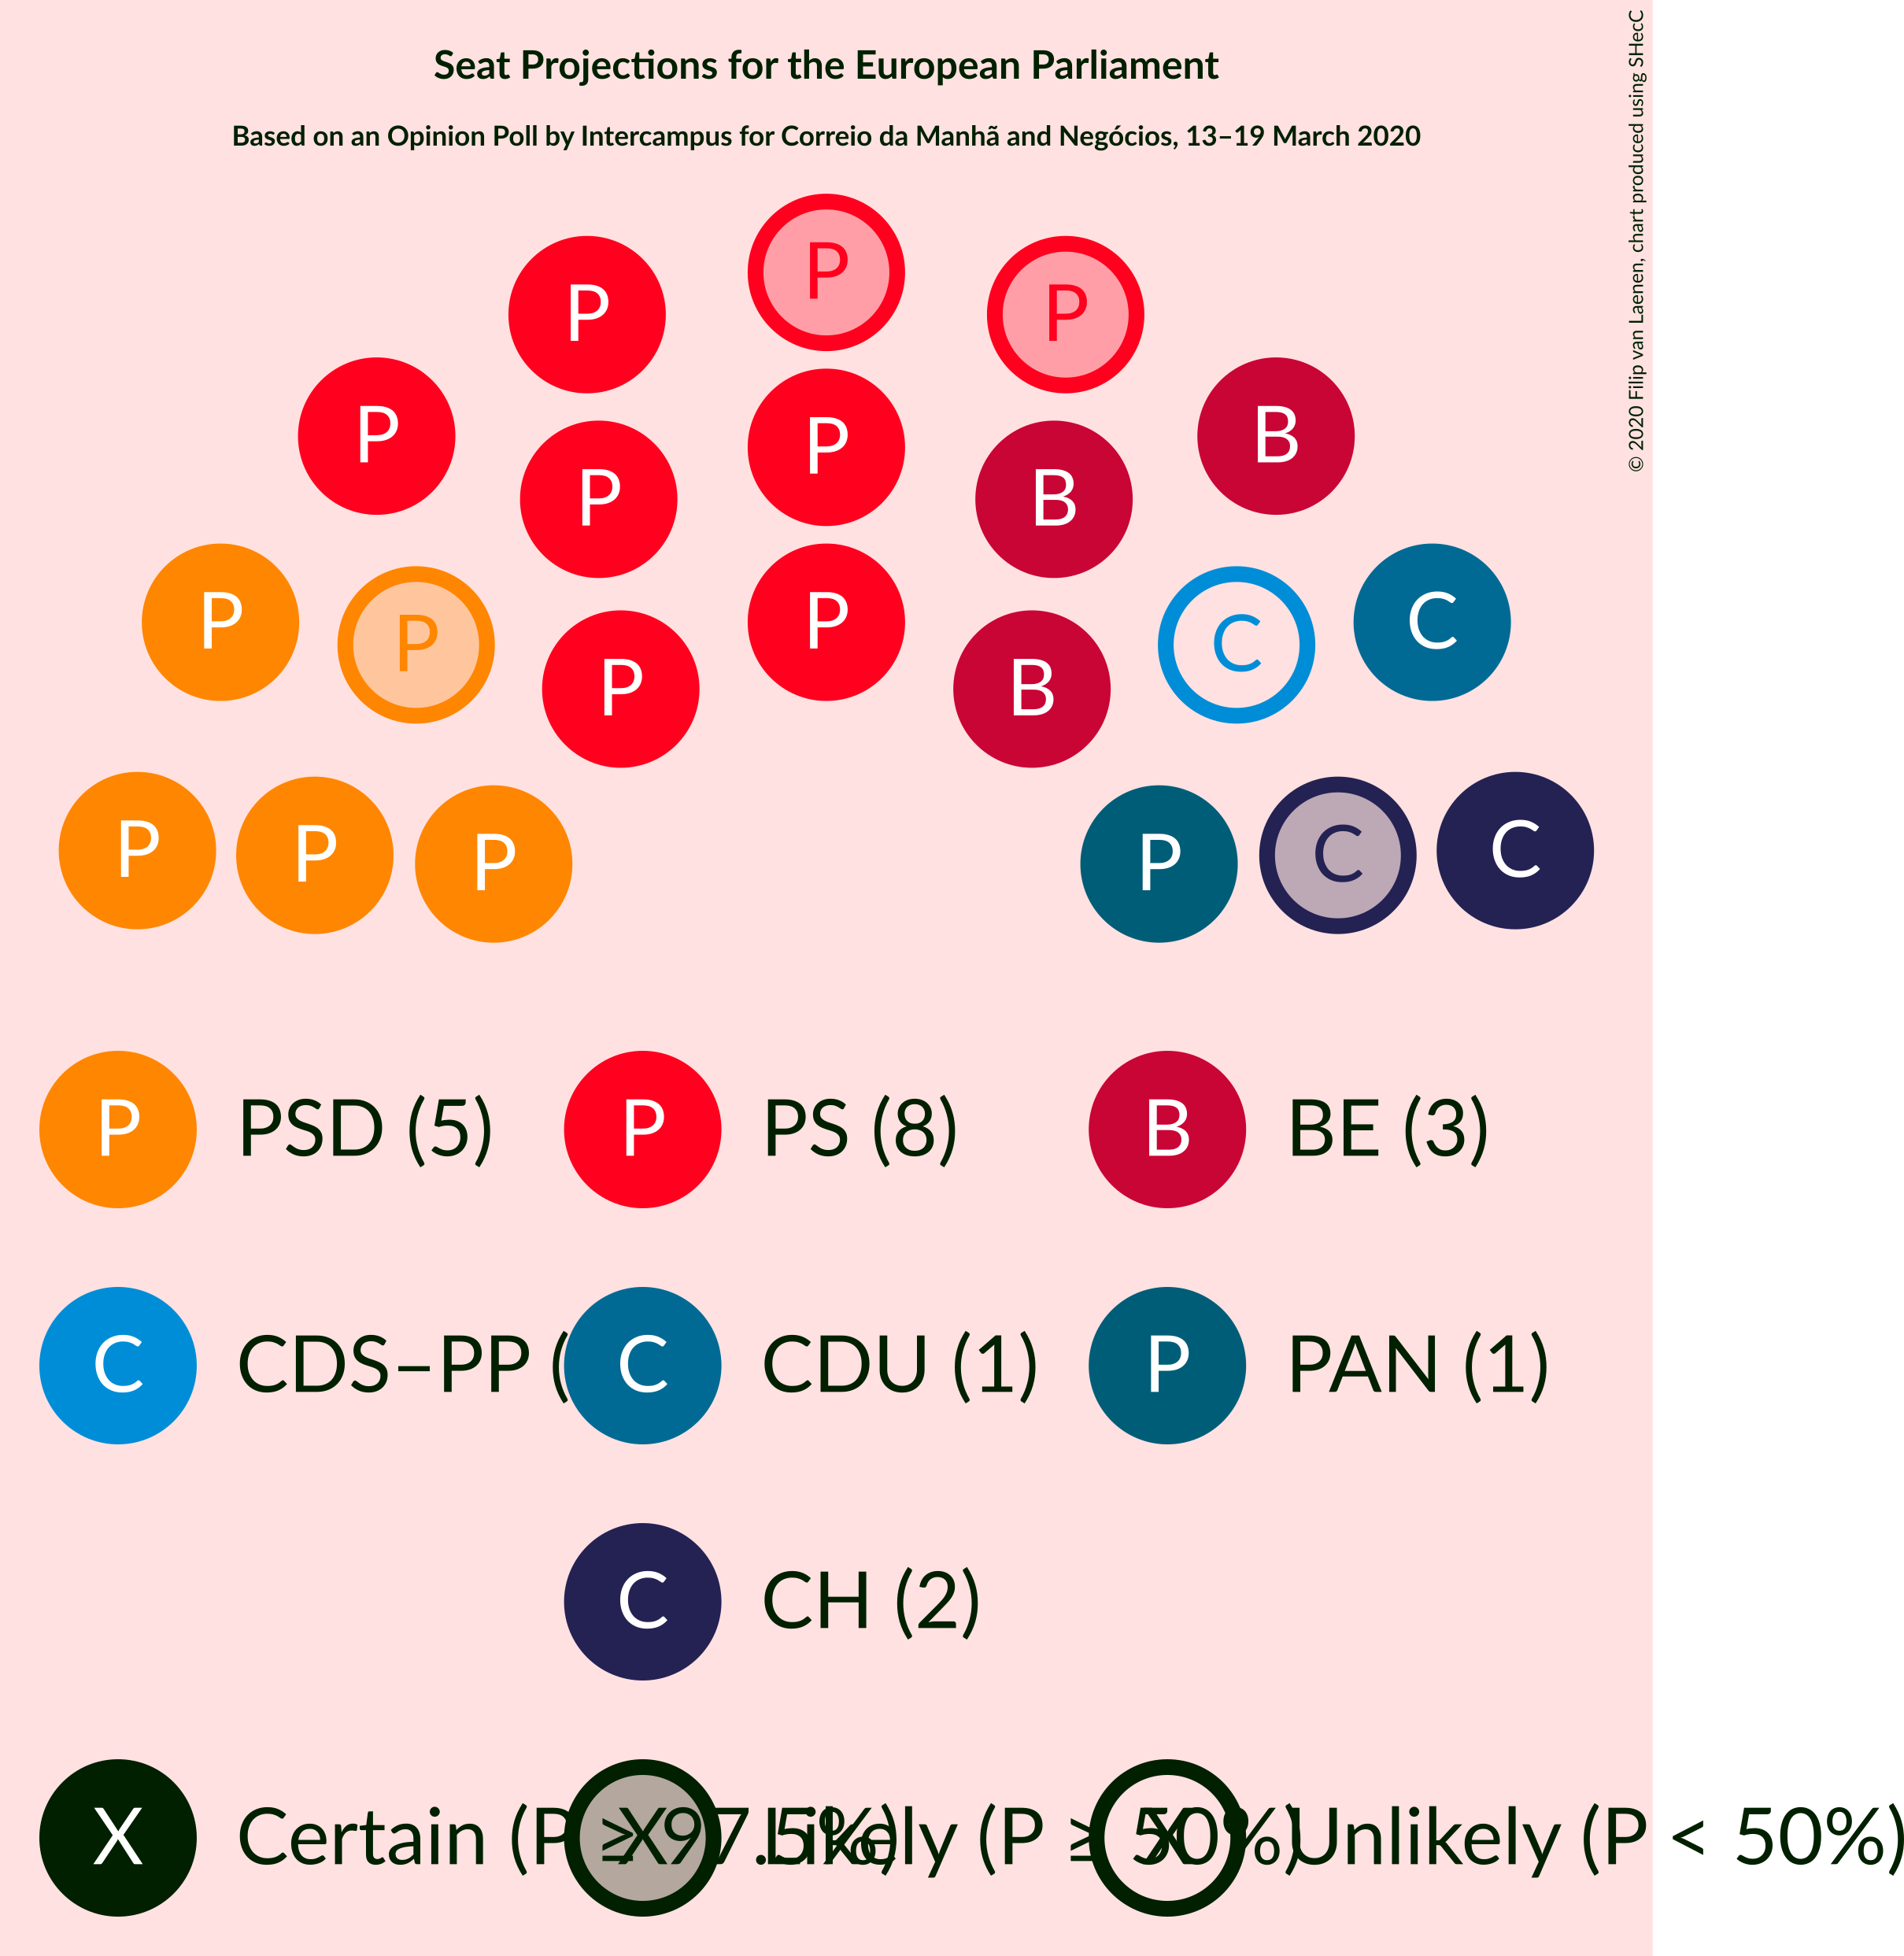 Seat Projections for the European Parliament
Based on an Opinion Poll by Intercampus for Correio da Manhã and Negócios, 13–19 March 2020
© 2020 Filip van Laenen, chart produced using SHecC
P
P P
P B
P
P B
P
P C
P P
P B
P C
P C
P P
P C
P PSD (5) P PS (8) B BE (3)
C CDS–PP ( C CDU (1) P PAN (1)
C CH (2)
X Certain (P ≥ 97.5%) X Likely (P ≥ 50%) X Unlikely (P < 50%)